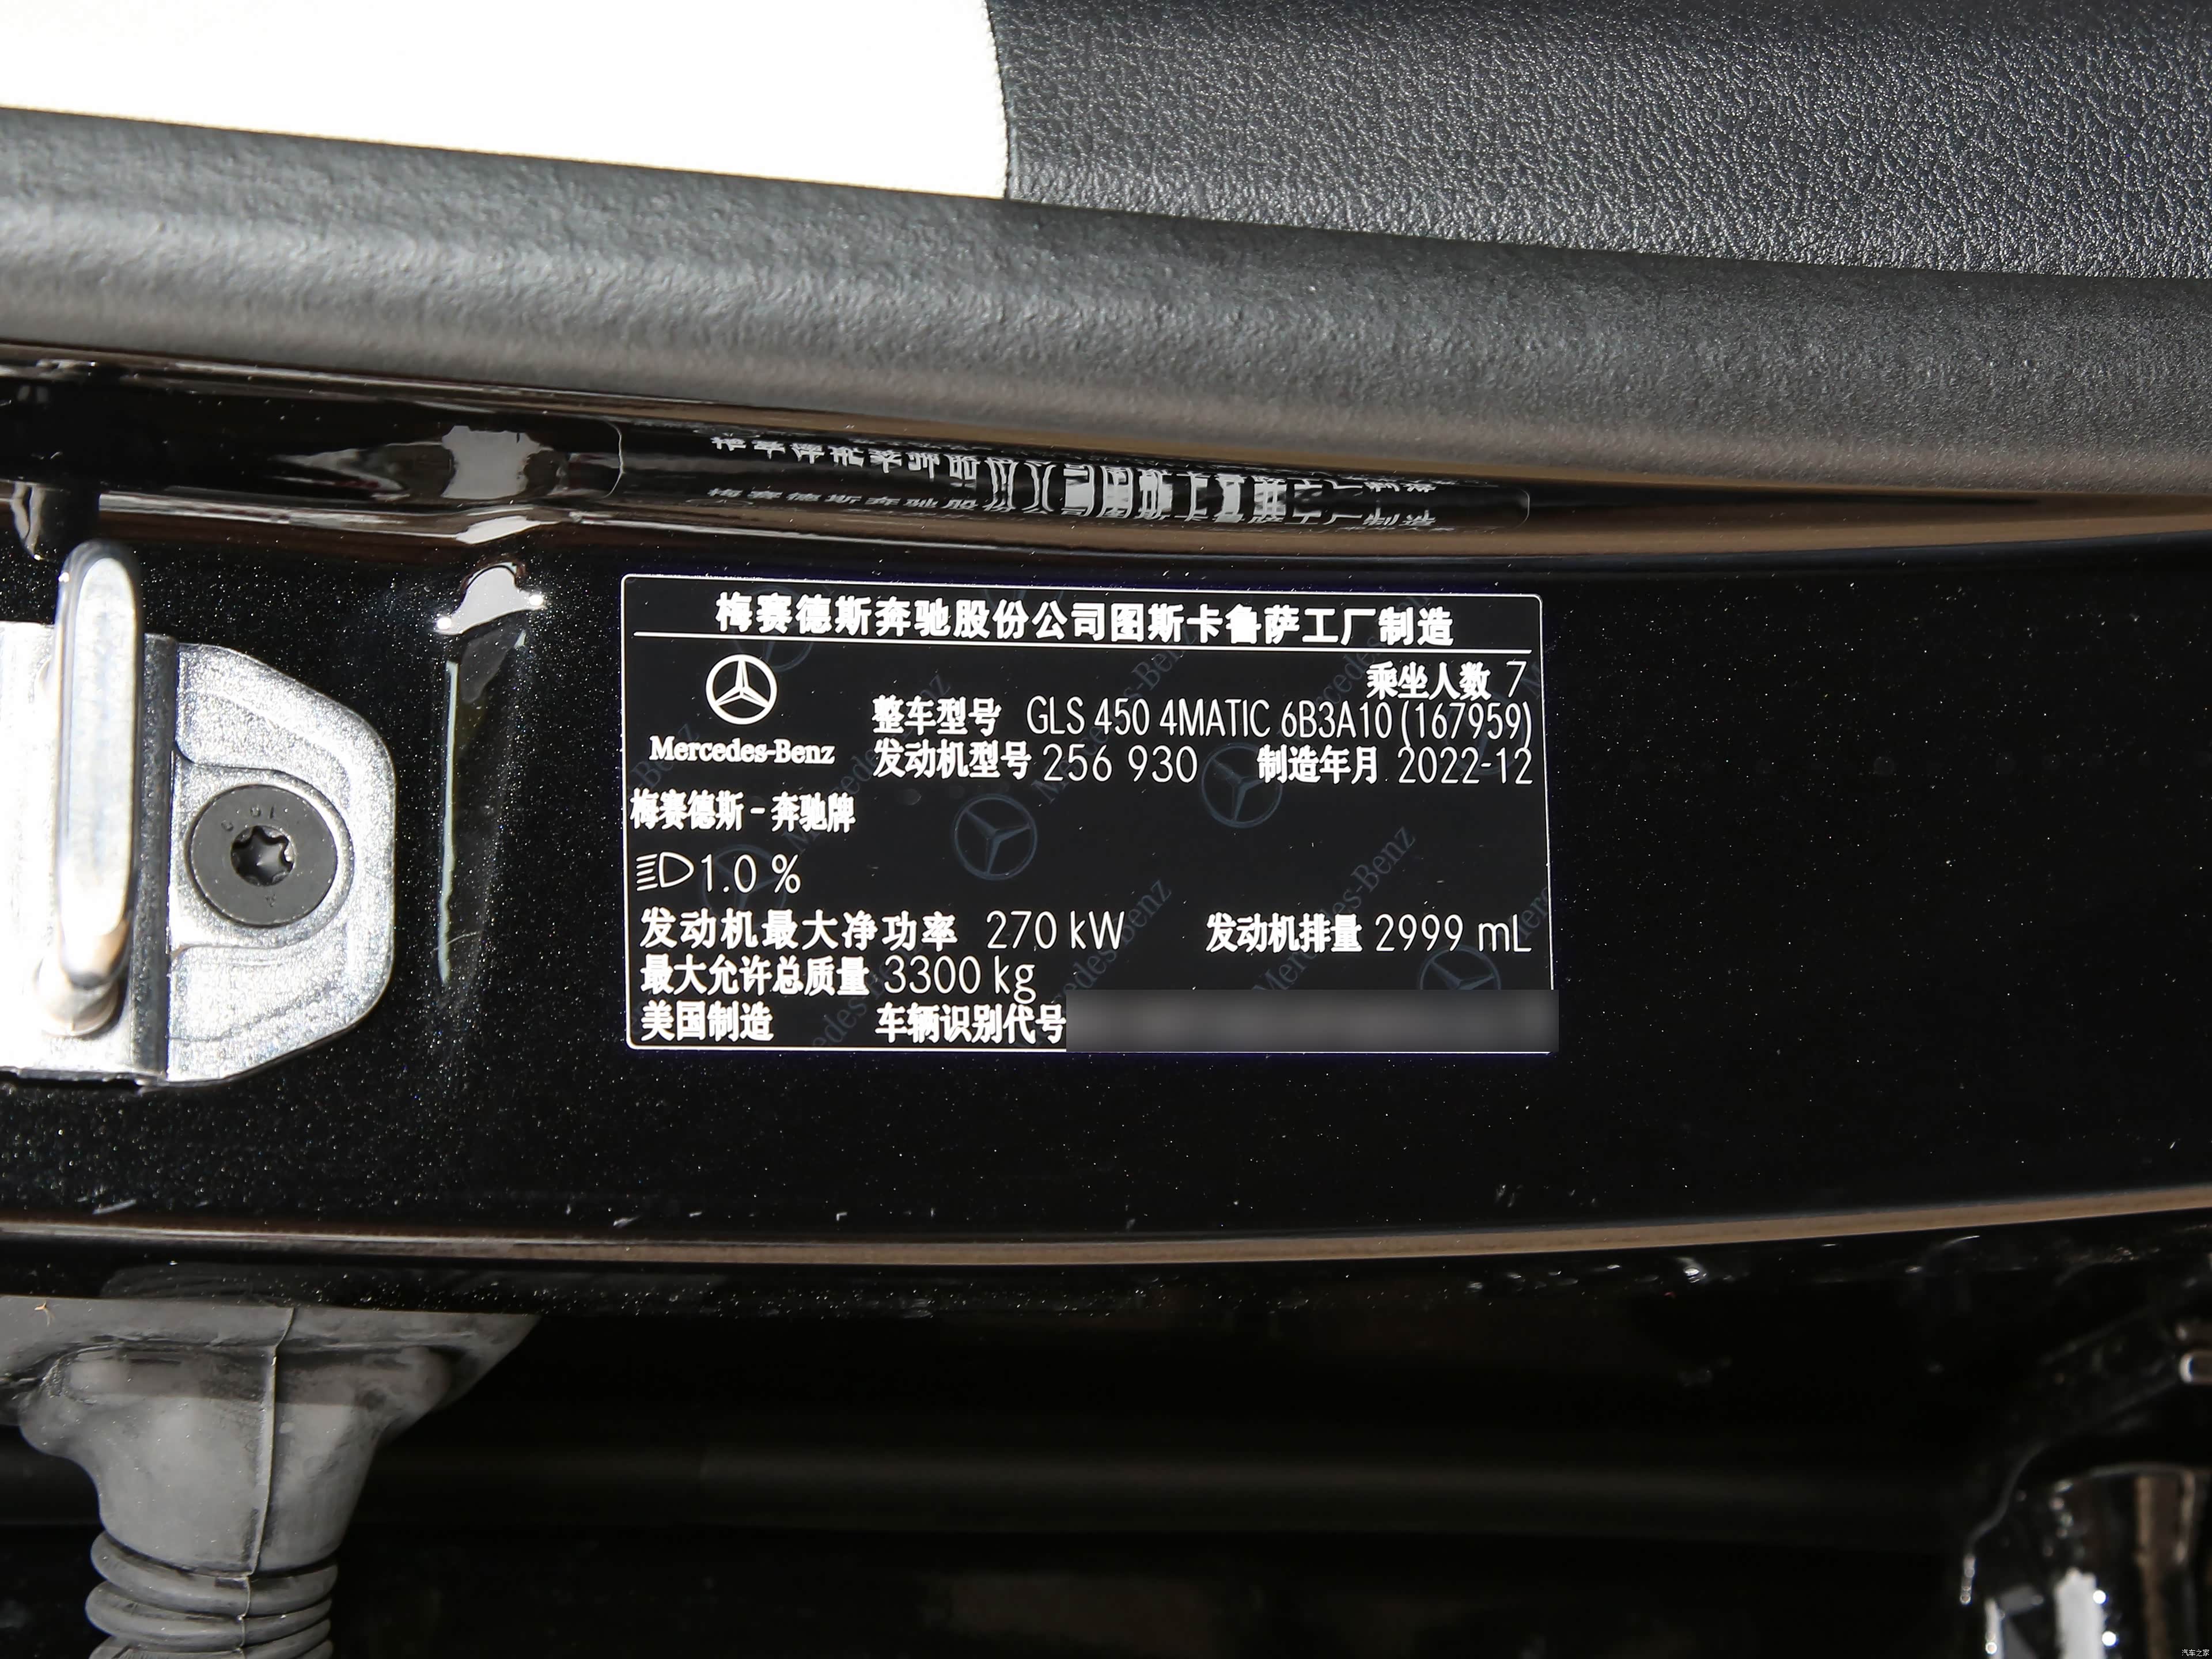 梅赛德斯奔驰股份公司图斯卡鲁萨工厂制造
乘坐人数 7
整车型号 GLS 450 4MATIC 6B3A10 (167959)
Mercedes-Benz
发动机型号 256 930 制造年月 2022-12
梅赛德斯-奔驰牌
1.0 %
发动机最大净功率 270 kW 发动机排量 2999 mL
最大允许总质量 3300 kg
美国制造 车辆识别代号
汽车之家